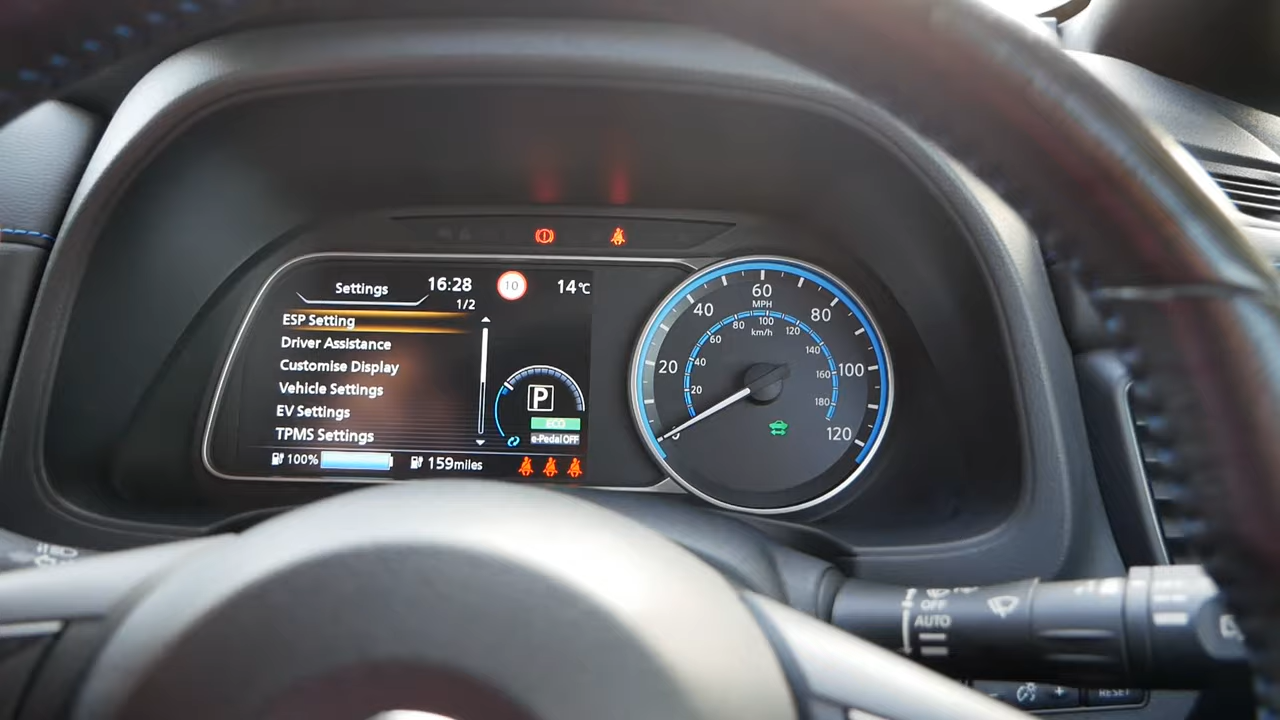 Settings
16:28
10
14°C
1/2
ESP Setting
Driver Assistance
Customise Display
Vehicle Settings
EV Settings
TPMS Settings
P
ECO
e-Pedal OFF
100%
159miles
0
20
40
60
80
100
120
MPH
20
40
60
80
100
120
140
160
180
km/h
OFF
AUTO
- +
RESET